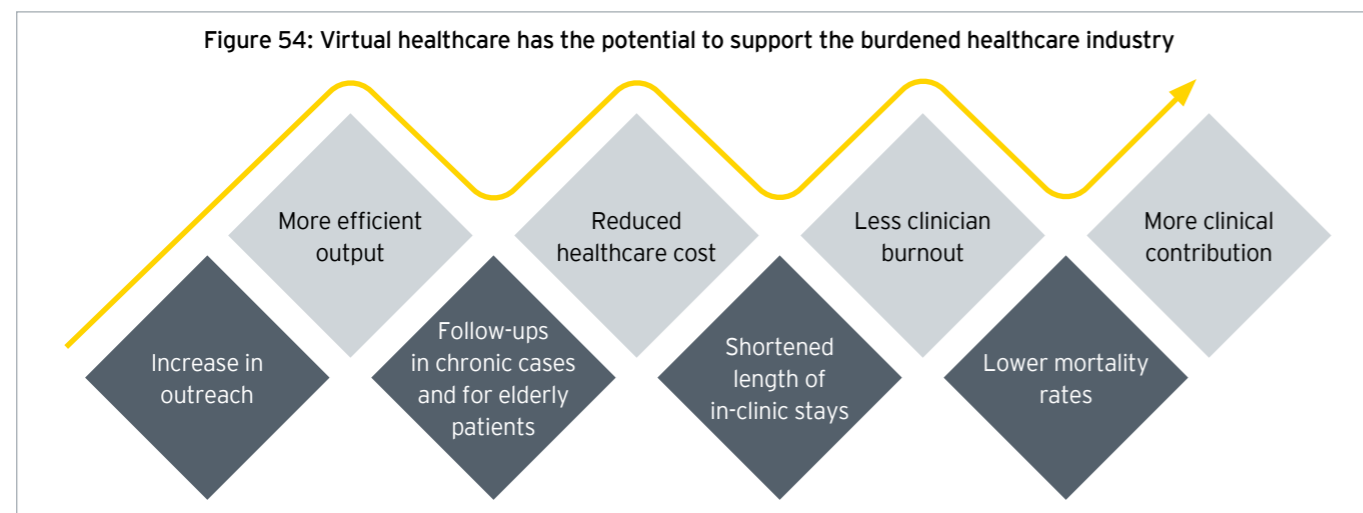 Figure 54: Virtual healthcare has the potential to support the burdened healthcare industry
Increase in
outreach
More efficient
output
Follow-ups
in chronic cases
and for elderly
patients
Reduced
healthcare cost
Shortened
length of
in-clinic stays
Less clinician
burnout
Lower mortality
rates
More clinical
contribution